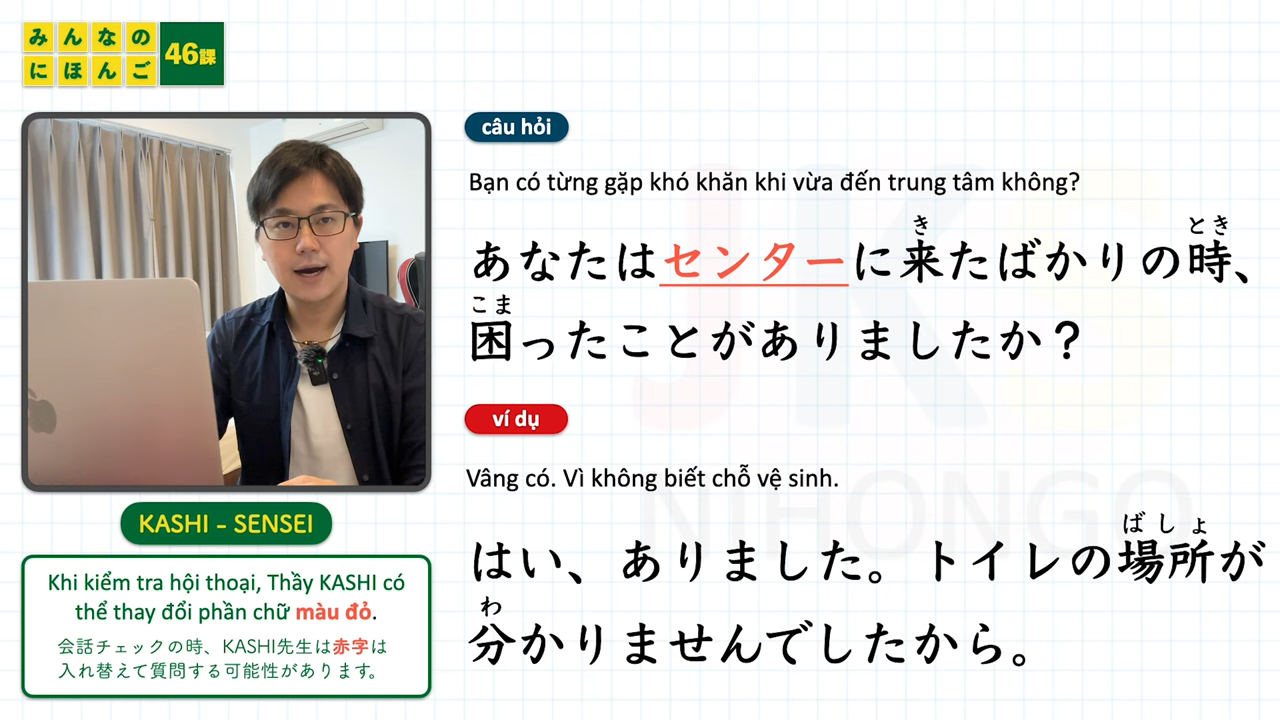 みんなの
にほんご
46課
câu hỏi
Bạn có từng gặp khó khăn khi vừa đến trung tâm không?
き とき
あなたはセンターに来たばかりの時、
こま
困ったことがありましたか？
ví dụ
Vâng có. Vì không biết chỗ vệ sinh.
ばしょ
はい、ありました。トイレの場所が
わ
分かりませんでしたから。
KASHI - SENSEI
Khi kiểm tra hội thoại, Thầy KASHI có
thể thay đổi phần chữ màu đỏ.
会話チェックの時、KASHI先生は赤字は
入れ替えて質問する可能性があります。
JKS
NIHONGO